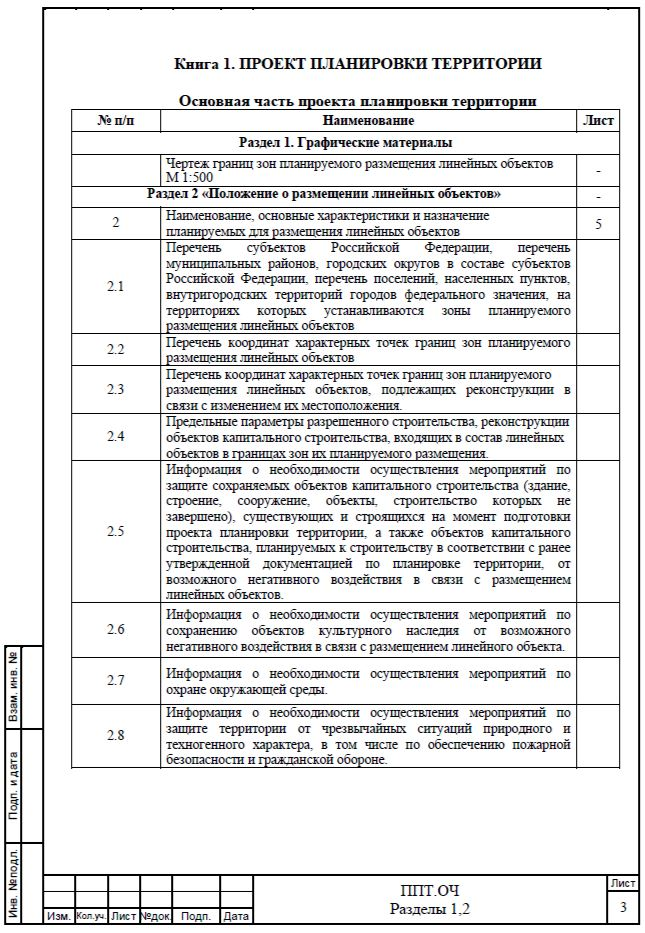 Книга 1. ПРОЕКТ ПЛАНИРОВКИ ТЕРРИТОРИИ
Основная часть проекта планировки территории
№ п/п Наименование Лист
Раздел 1. Графические материалы
Чертеж границ зон планируемого размещения линейных объектов
М 1:500 -
Раздел 2 «Положение о размещении линейных объектов» -
2 Наименование, основные характеристики и назначение
планируемых для размещения линейных объектов 5
2.1 Перечень субъектов Российской Федерации, перечень
муниципальных районов, городских округов в составе субъектов
Российской Федерации, перечень поселений, населенных пунктов,
внутригородских территорий городов федерального значения, на
территориях которых устанавливаются зоны планируемого
размещения линейных объектов
2.2 Перечень координат характерных точек границ зон планируемого
размещения линейных объектов
2.3 Перечень координат характерных точек границ зон планируемого
размещения линейных объектов, подлежащих реконструкции в
связи с изменением их местоположения.
2.4 Предельные параметры разрешенного строительства, реконструкции
объектов капитального строительства, входящих в состав линейных
объектов в границах зон их планируемого размещения.
2.5 Информация о необходимости осуществления мероприятий по
защите сохраняемых объектов капитального строительства (здание,
строение, сооружение, объекты, строительство которых не
завершено), существующих и строящихся на момент подготовки
проекта планировки территории, а также объектов капитального
строительства, планируемых к строительству в соответствии с ранее
утвержденной документацией по планировке территории, от
возможного негативного воздействия в связи с размещением
линейных объектов.
2.6 Информация о необходимости осуществления мероприятий по
сохранению объектов культурного наследия от возможного
негативного воздействия в связи с размещением линейного объекта.
2.7 Информация о необходимости осуществления мероприятий по
охране окружающей среды.
2.8 Информация о необходимости осуществления мероприятий по
защите территории от чрезвычайных ситуаций природного и
техногенного характера, в том числе по обеспечению пожарной
безопасности и гражданской обороне.
Взам. инв. №
Подп. и дата
Инв. №подл.
Изм. Кол.уч. Лист №док. Подп. Дата
ППТ.ОЧ
Разделы 1,2
Лист
3